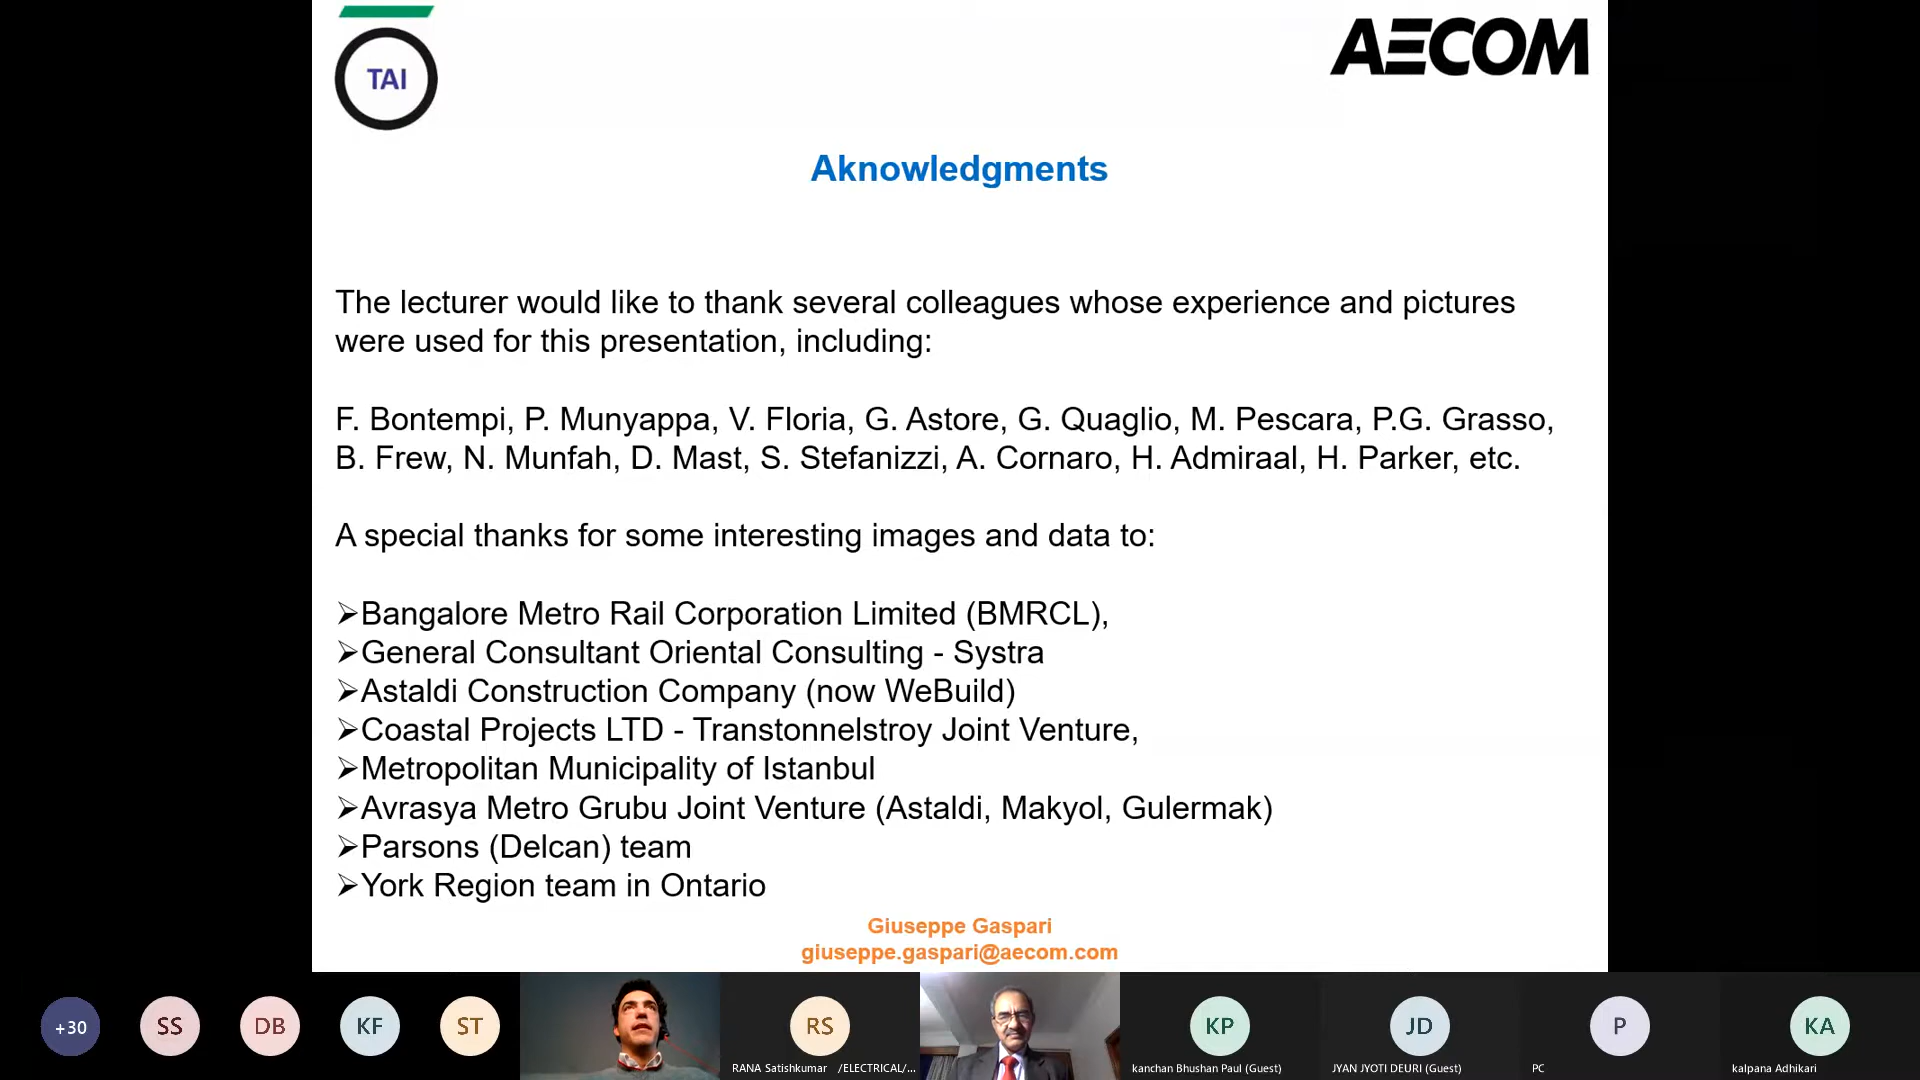 TAI
AECOM
Aknowledgments
The lecturer would like to thank several colleagues whose experience and pictures
were used for this presentation, including:
F. Bontempi, P. Munyappa, V. Floria, G. Astore, G. Quaglio, M. Pescara, P.G. Grasso,
B. Frew, N. Munfah, D. Mast, S. Stefanizzi, A. Cornaro, H. Admiraal, H. Parker, etc.
A special thanks for some interesting images and data to:
➢Bangalore Metro Rail Corporation Limited (BMRCL),
➢General Consultant Oriental Consulting - Systra
➢Astaldi Construction Company (now WeBuild)
➢Coastal Projects LTD - Transtonnelstroy Joint Venture,
➢Metropolitan Municipality of Istanbul
➢Avrasya Metro Grubu Joint Venture (Astaldi, Makyol, Gulermak)
➢Parsons (Delcan) team
➢York Region team in Ontario
Giuseppe Gaspari
giuseppe.gaspari@aecom.com
+30 SS DB KF ST RS KP JD P KA
RANA Satishkumar /ELECTRICAL/... kanchan Bhushan Paul (Guest) JYAN JYOTI DEURI (Guest) PC kalpana Adhikari